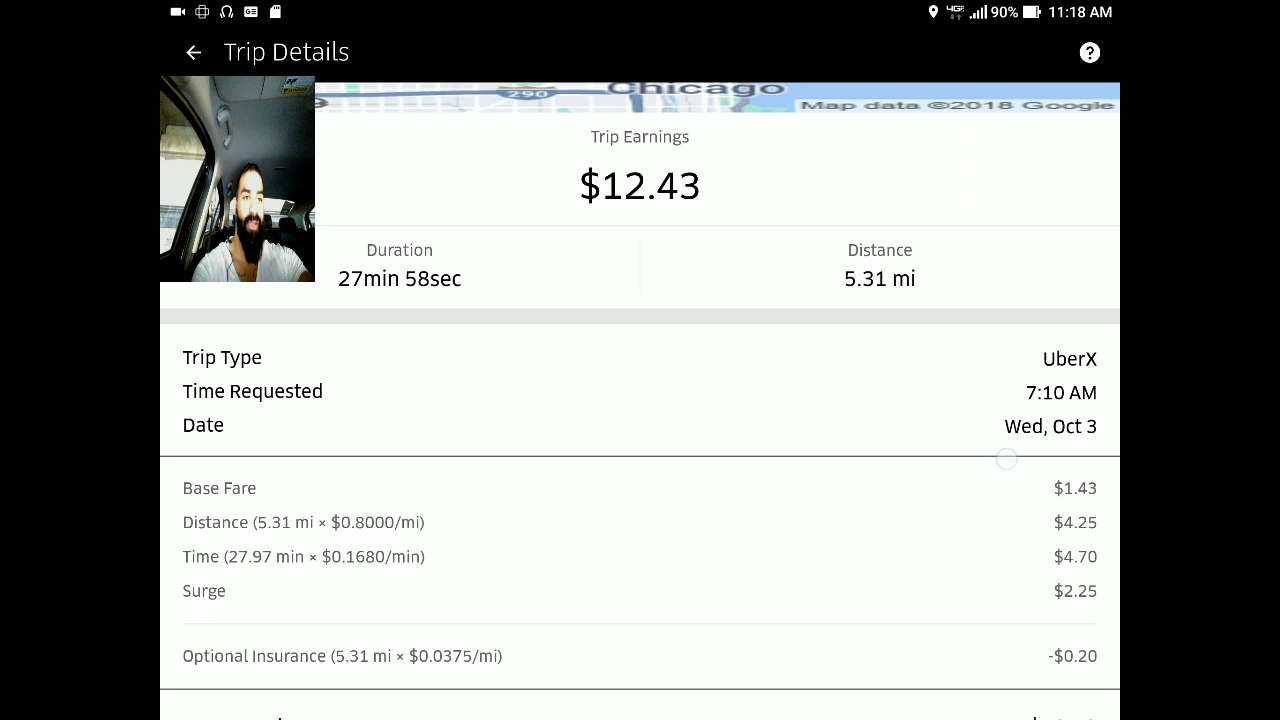 90% 11:18 AM
Trip Details
290
Chicago
Map data ©2018 Google
Trip Earnings
$12.43
Duration
27min 58sec
Distance
5.31 mi
Trip Type UberX
Time Requested 7:10 AM
Date Wed, Oct 3
Base Fare $1.43
Distance (5.31 mi × $0.8000/mi) $4.25
Time (27.97 min × $0.1680/min) $4.70
Surge $2.25
Optional Insurance (5.31 mi × $0.0375/mi) -$0.20